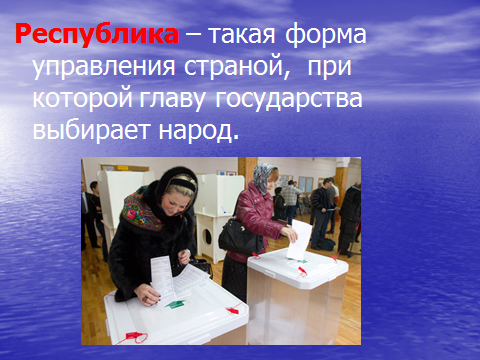 Республика – такая форма
управления страной, при
которой главу государства
выбирает народ.